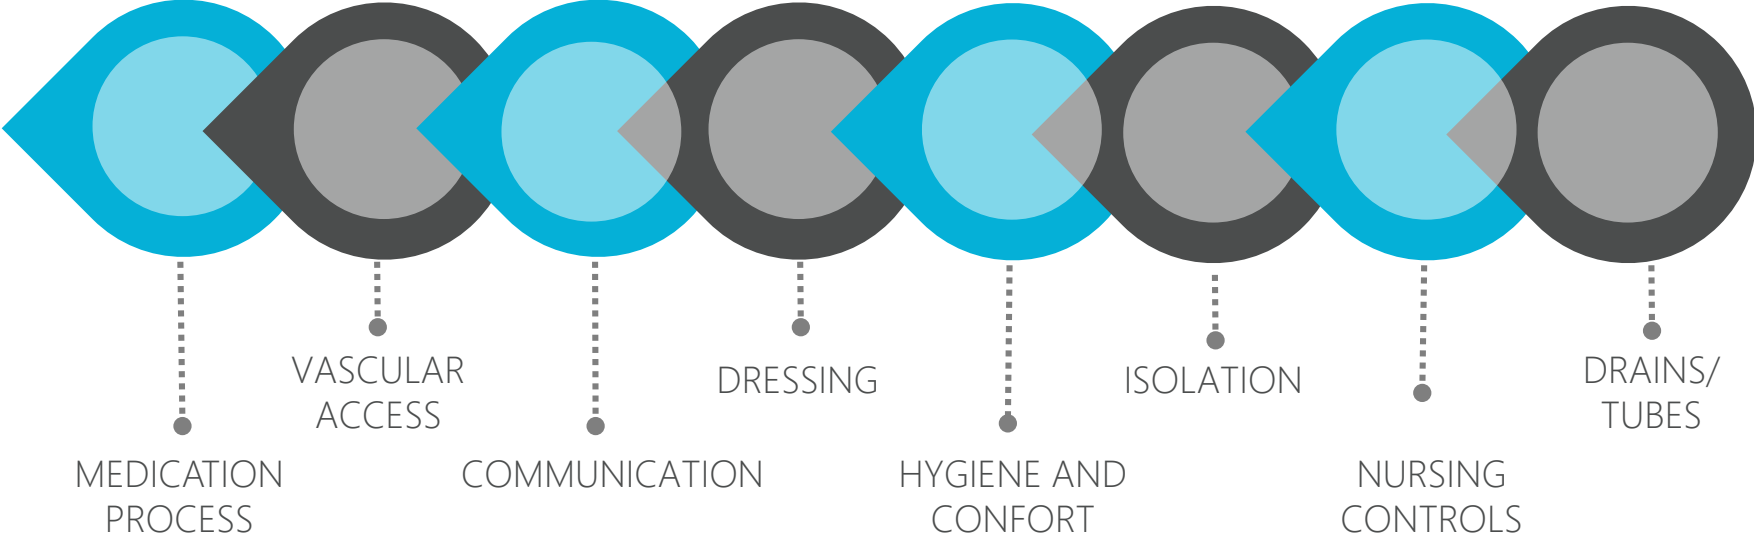 MEDICATION
PROCESS
VASCULAR
ACCESS
COMMUNICATION
DRESSING
HYGIENE AND
CONFORT
ISOLATION
NURSING
CONTROLS
DRAINS/
TUBES